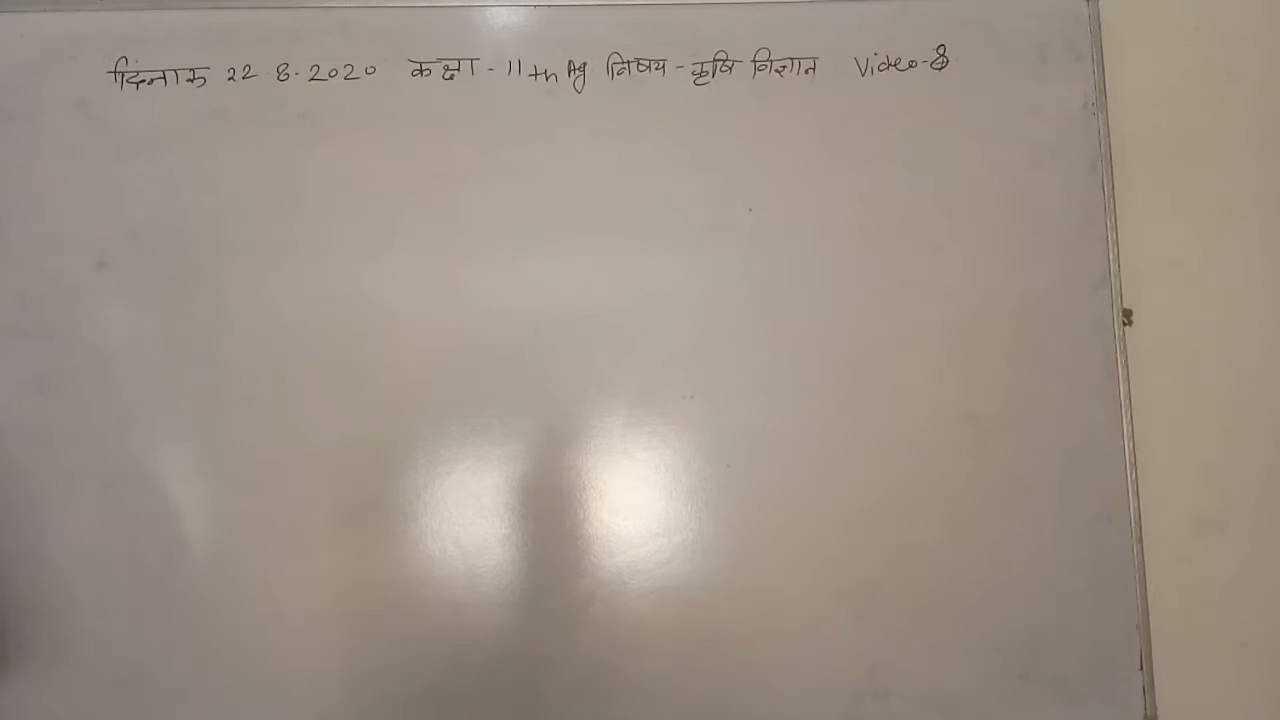 दिनांक 22.8.2020 कक्षा - 11th Ag विषय - कृषि विज्ञान Video-8